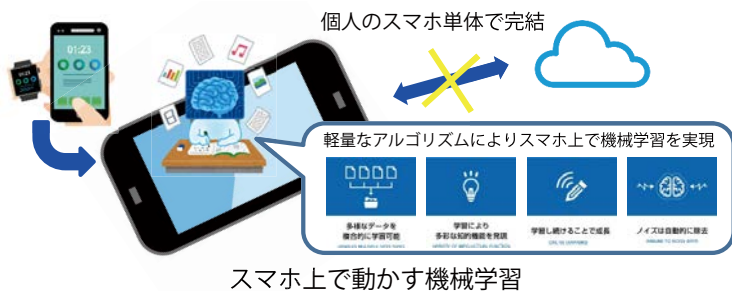 個人のスマホ単体で完結
01:23
01:23
軽量なアルゴリズムによりスマホ上で機械学習を実現
多様なデータを
複合的に学習可能
学習により
多彩な知的機能を発現
学習し続けることで成長
ノイズは自動的に除去
スマホ上で動かす機械学習